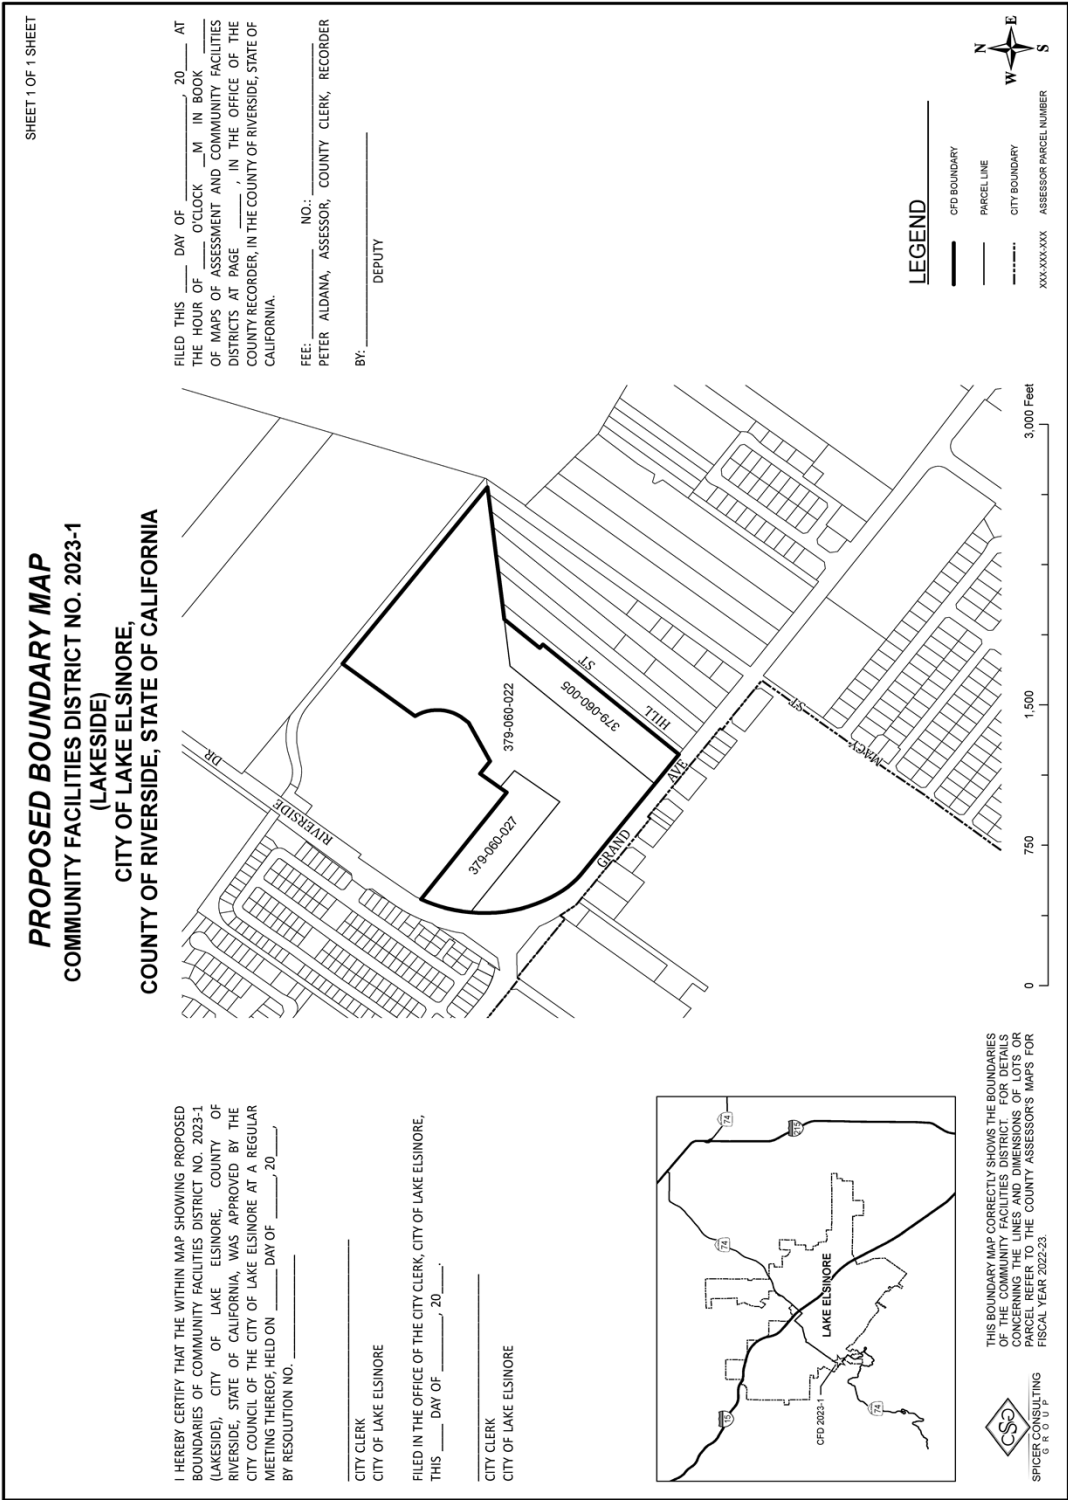 SHEET 1 OF 1 SHEET
PROPOSED BOUNDARY MAP
COMMUNITY FACILITIES DISTRICT NO. 2023-1
(LAKESIDE)
CITY OF LAKE ELSINORE,
COUNTY OF RIVERSIDE, STATE OF CALIFORNIA
I HEREBY CERTIFY THAT THE WITHIN MAP SHOWING PROPOSED
BOUNDARIES OF COMMUNITY FACILITIES DISTRICT NO. 2023-1
(LAKESIDE), CITY OF LAKE ELSINORE, COUNTY OF
RIVERSIDE, STATE OF CALIFORNIA, WAS APPROVED BY THE
CITY COUNCIL OF THE CITY OF LAKE ELSINORE AT A REGULAR
MEETING THEREOF, HELD ON ______ DAY OF ______, 20____,
BY RESOLUTION NO. __________
CITY CLERK
CITY OF LAKE ELSINORE
FILED IN THE OFFICE OF THE CITY CLERK, CITY OF LAKE ELSINORE,
THIS ____ DAY OF ________, 20____.
CITY CLERK
CITY OF LAKE ELSINORE
FILED THIS ____ DAY OF __________, 20____ AT
THE HOUR OF ____ O'CLOCK __M IN BOOK ____
OF MAPS OF ASSESSMENT AND COMMUNITY FACILITIES
DISTRICTS AT PAGE ____, IN THE OFFICE OF THE
COUNTY RECORDER, IN THE COUNTY OF RIVERSIDE, STATE OF
CALIFORNIA.
FEE: __________ NO.: __________
PETER ALDANA, ASSESSOR, COUNTY CLERK, RECORDER
BY: ____________________
DEPUTY
RIVERSIDE DR
379-060-022
379-060-027
379-060-005
HILL ST
GRAND AVE
MACY ST
0 750 1,500 3,000 Feet
LEGEND
CFD BOUNDARY
PARCEL LINE
CITY BOUNDARY
XXX-XXX-XXX ASSESSOR PARCEL NUMBER
N
E
S
W
74
215
74
LAKE ELSINORE
15
CFD 2023-1
74
CSG
SPICER CONSULTING
GROUP
THIS BOUNDARY MAP CORRECTLY SHOWS THE BOUNDARIES
OF THE COMMUNITY FACILITIES DISTRICT. FOR DETAILS
CONCERNING THE LINES AND DIMENSIONS OF LOTS OR
PARCEL REFER TO THE COUNTY ASSESSOR'S MAPS FOR
FISCAL YEAR 2022-23.